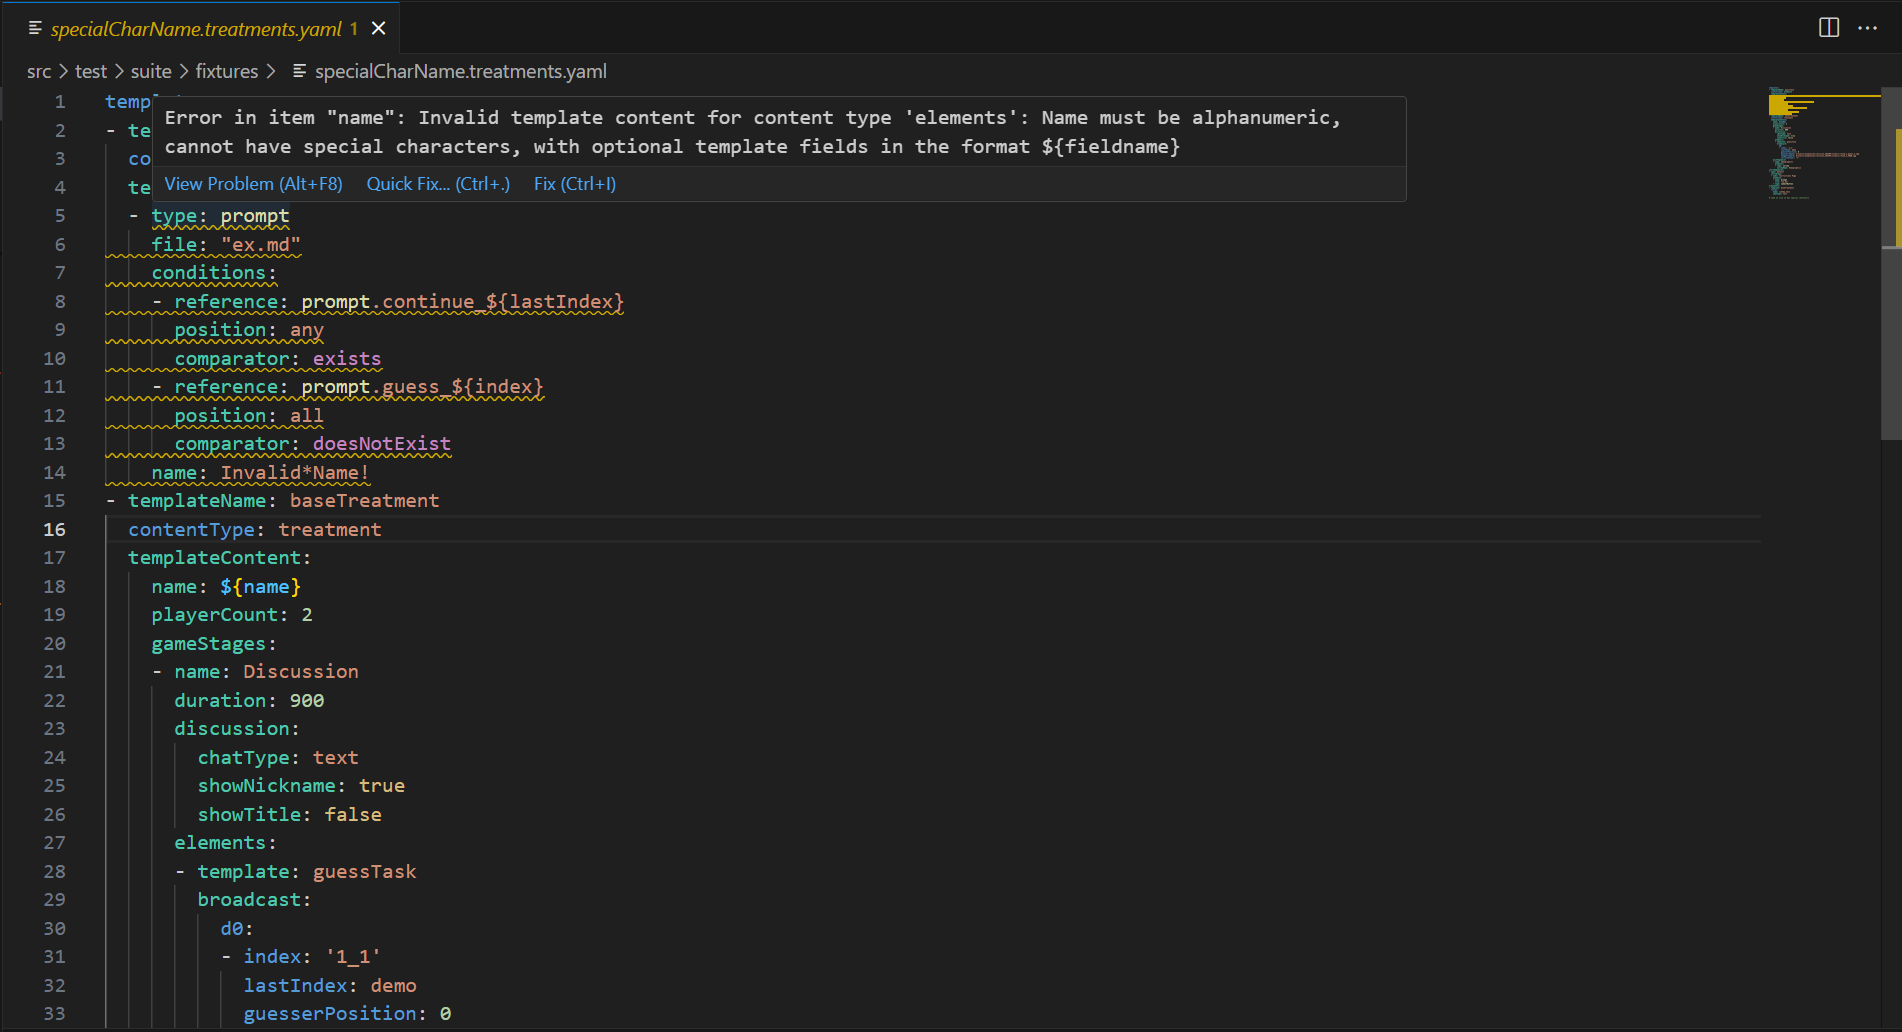 specialCharName.treatments.yaml 1
src > test > suite > fixtures > specialCharName.treatments.yaml
1 temp
Error in item "name": Invalid template content for content type 'elements': Name must be alphanumeric,
cannot have special characters, with optional template fields in the format ${fieldname}
View Problem (Alt+F8) Quick Fix... (Ctrl+.) Fix (Ctrl+I)
2 - te
3 co
4 te
5 - type: prompt
6 file: "ex.md"
7 conditions:
8 - reference: prompt.continue_${lastIndex}
9 position: any
10 comparator: exists
11 - reference: prompt.guess_${index}
12 position: all
13 comparator: doesNotExist
14 name: Invalid*Name!
15 - templateName: baseTreatment
16 contentType: treatment
17 templateContent:
18 name: ${name}
19 playerCount: 2
20 gameStages:
21 - name: Discussion
22 duration: 900
23 discussion:
24 chatType: text
25 showNickname: true
26 showTitle: false
27 elements:
28 - template: guessTask
29 broadcast:
30 d0:
31 - index: '1_1'
32 lastIndex: demo
33 guesserPosition: 0